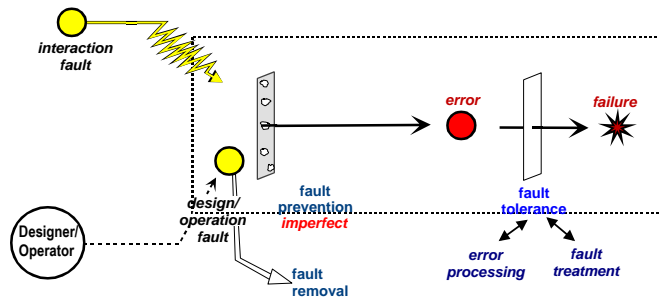 interaction
fault
error
failure
design/
operation
fault
fault
prevention
imperfect
fault
tolerance
Designer/
Operator
error
processing
fault
treatment
fault
removal